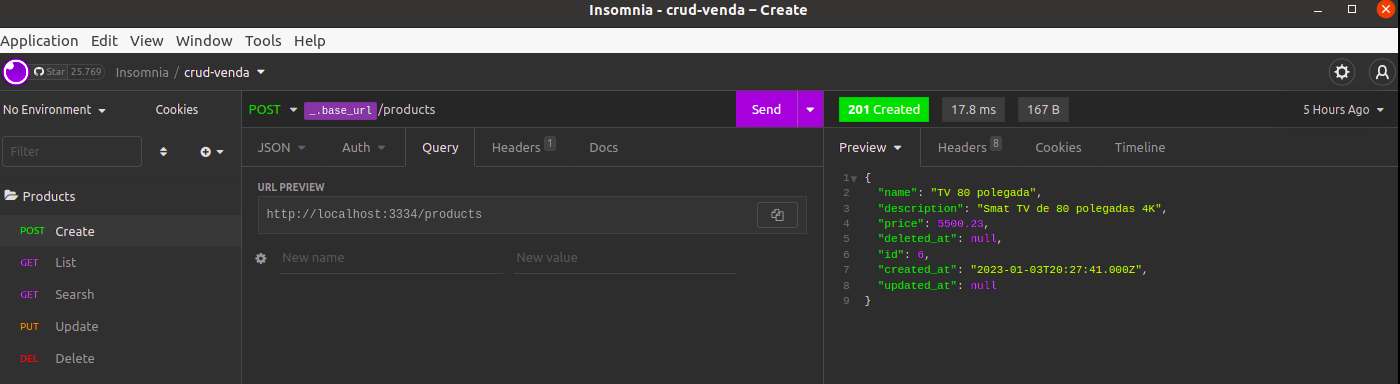 Insomnia - crud-venda – Create
Application Edit View Window Tools Help
Star 25.769 Insomnia / crud-venda
No Environment Cookies
Filter
Products
POST Create
GET List
GET Searsh
PUT Update
DEL Delete
POST _.base_url /products Send
JSON Auth Query Headers 1 Docs
URL PREVIEW
http://localhost:3334/products
New name New value
201 Created 17.8 ms 167 B 5 Hours Ago
Preview Headers 8 Cookies Timeline
1 {
2 "name": "TV 80 polegada",
3 "description": "Smat TV de 80 polegadas 4K",
4 "price": 5500.23,
5 "deleted_at": null,
6 "id": 6,
7 "created_at": "2023-01-03T20:27:41.000Z",
8 "updated_at": null
9 }